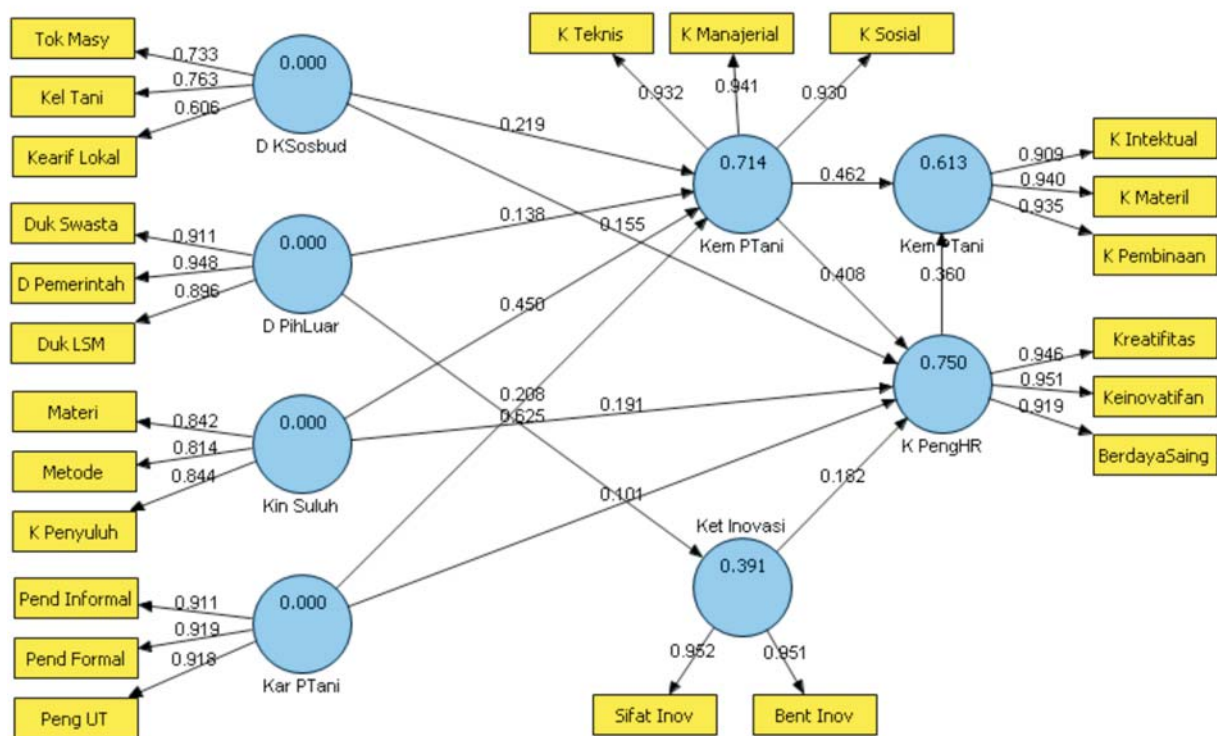 Tok Masy
Kel Tani
Kearif Lokal
0.733
0.763
0.606
0.000
D KSosbud
Duk Swasta
D Pemerintah
Duk LSM
0.911
0.948
0.896
0.000
D PihLuar
Materi
Metode
K Penyuluh
0.842
0.814
0.844
0.000
Kin Suluh
Pend Informal
Pend Formal
Peng UT
0.911
0.919
0.918
0.000
Kar PTani
0.219
0.138
0.155
0.450
0.208
0.625
0.191
0.101
K Teknis
K Manajerial
K Sosial
0.932
0.941
0.930
0.714
Kem PTani
0.462
0.408
0.613
Kem PTani
0.909
0.940
0.935
K Intektual
K Materil
K Pembinaan
0.360
0.750
K PengHR
0.946
0.951
0.919
Kreatifitas
Keinovatifan
BerdayaSaing
0.182
Ket Inovasi
0.391
0.952
0.951
Sifat Inov
Bent Inov